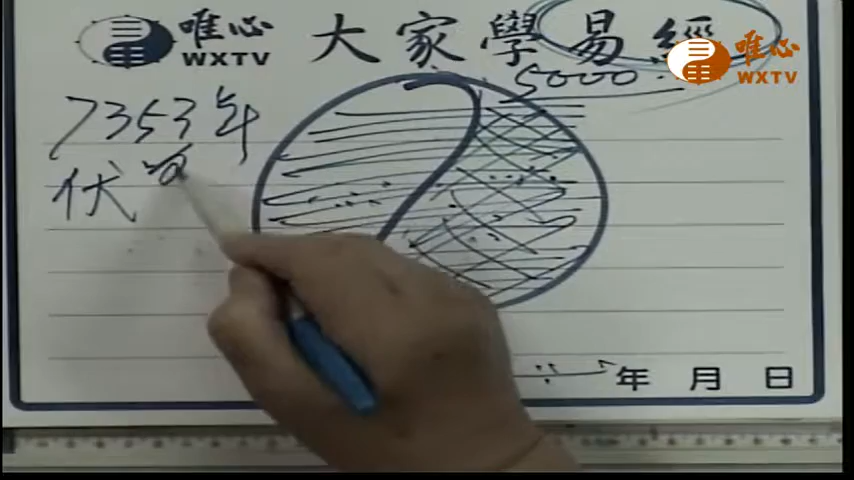 唯心 大家學易經 唯心
WXTV WXTV
5000
7353年
伏
年 月 日